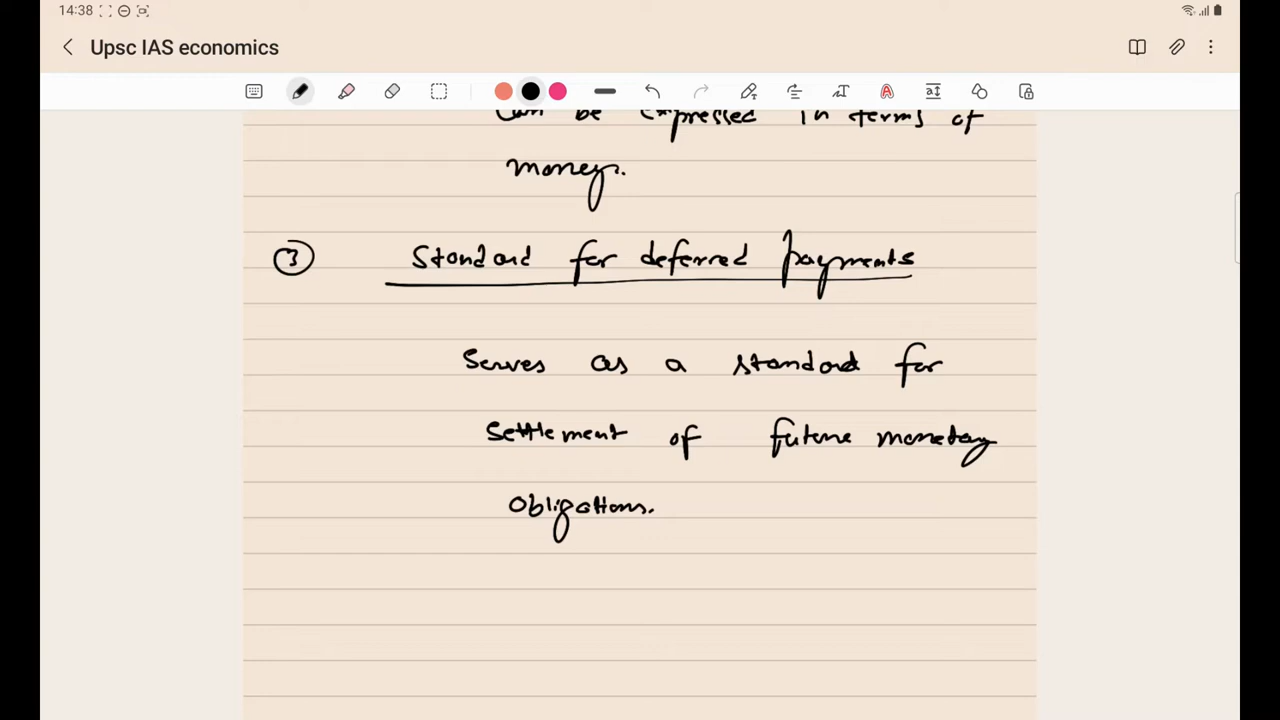 14:38
Upsc IAS economics
can be expressed in terms of
money.
③ Standard for deferred payments
Serves as a standard for
settlement of future monetary
obligations.